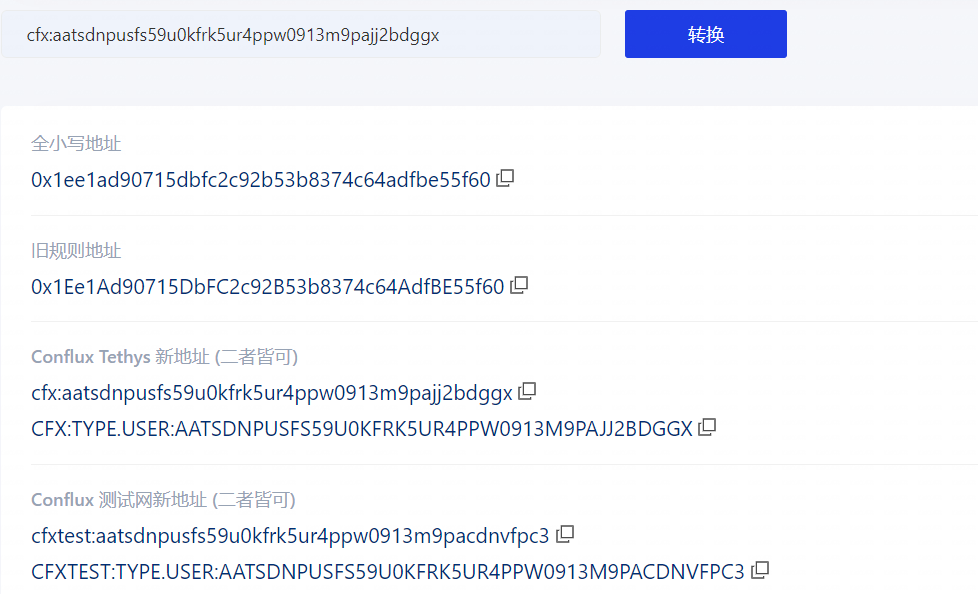 cfx:aatsdnpusfs59u0kfrk5ur4ppw0913m9pajj2bdggx
转换
全小写地址
0x1ee1ad90715dbfc2c92b53b8374c64adfbe55f60
旧规则地址
0x1Ee1Ad90715DbFC2c92B53b8374c64AdfBE55f60
Conflux Tethys 新地址 (二者皆可)
cfx:aatsdnpusfs59u0kfrk5ur4ppw0913m9pajj2bdggx
CFX:TYPE.USER:AATSDNPUSFS59U0KFRK5UR4PPW0913M9PAJJ2BDGGX
Conflux 测试网新地址 (二者皆可)
cfxtest:aatsdnpusfs59u0kfrk5ur4ppw0913m9pacdnvfpc3
CFXTEST:TYPE.USER:AATSDNPUSFS59U0KFRK5UR4PPW0913M9PACDNVFPC3